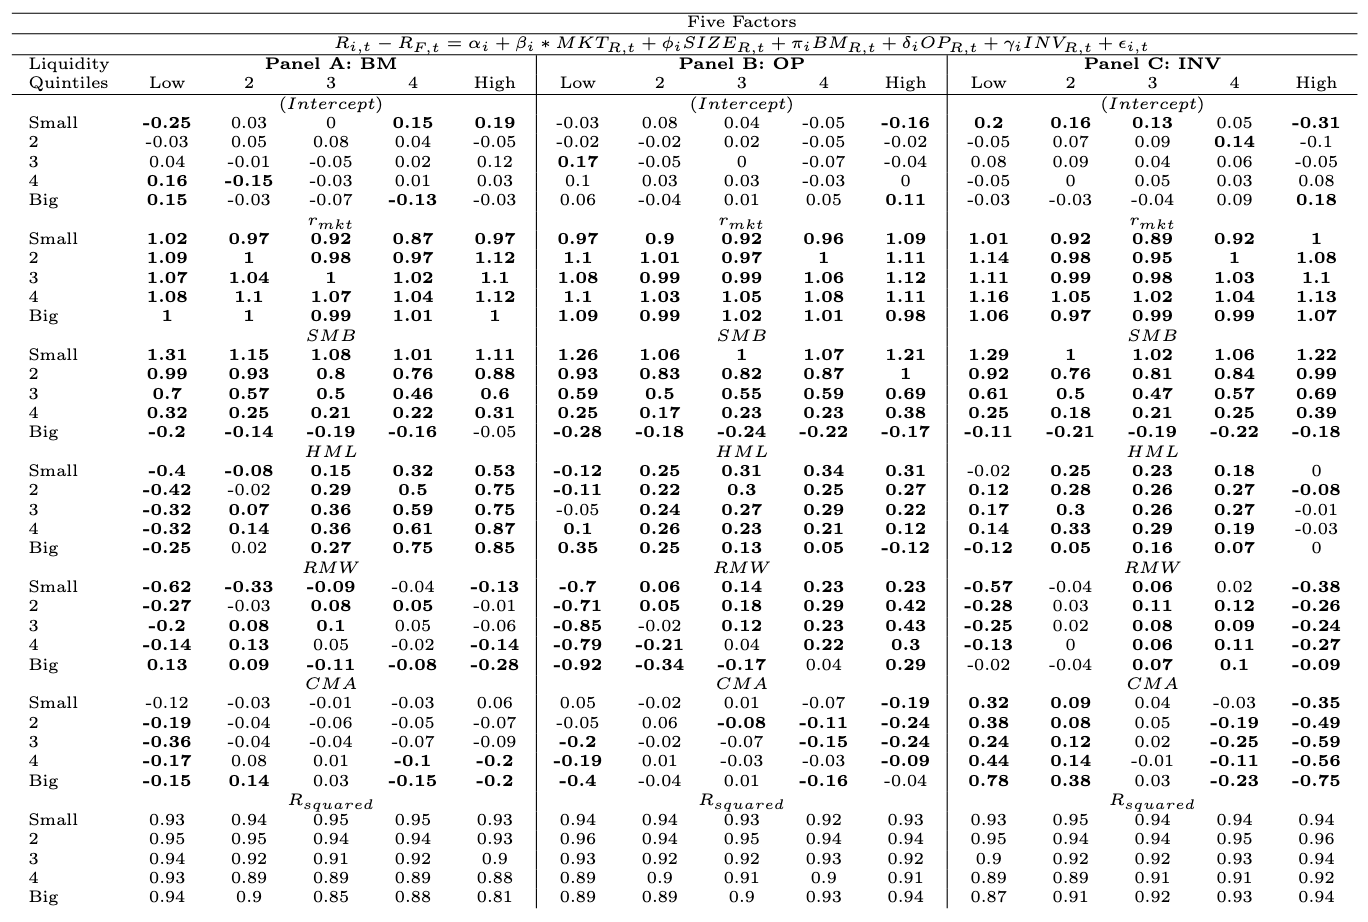 Five Factors
R_{i,t} − R_{F,t} = α_i + β_i ∗ MKT_{R,t} + ϕ_i SIZE_{R,t} + π_i BM_{R,t} + δ_i OP_{R,t} + γ_i INV_{R,t} + ϵ_{i,t}
Liquidity Panel A: BM Panel B: OP Panel C: INV
Quintiles Low 2 3 4 High Low 2 3 4 High Low 2 3 4 High
(Intercept) (Intercept) (Intercept)
Small -0.25 0.03 0 0.15 0.19 -0.03 0.08 0.04 -0.05 -0.16 0.2 0.16 0.13 0.05 -0.31
2 -0.03 0.05 0.08 0.04 -0.05 -0.02 -0.02 0.02 -0.05 -0.02 -0.05 0.07 0.09 0.14 -0.1
3 0.04 -0.01 -0.05 0.02 0.12 0.17 -0.05 0 -0.07 -0.04 0.08 0.09 0.04 0.06 -0.05
4 0.16 -0.15 -0.03 0.01 0.03 0.1 0.03 0.03 -0.03 0 -0.05 0 0.05 0.03 0.08
Big 0.15 -0.03 -0.07 -0.13 -0.03 0.06 -0.04 0.01 0.05 0.11 -0.03 -0.03 -0.04 0.09 0.18
r_{mkt} r_{mkt} r_{mkt}
Small 1.02 0.97 0.92 0.87 0.97 0.97 0.9 0.92 0.96 1.09 1.01 0.92 0.89 0.92 1
2 1.09 1 0.98 0.97 1.12 1.1 1.01 0.97 1 1.11 1.14 0.98 0.95 1 1.08
3 1.07 1.04 1 1.02 1.1 1.08 0.99 0.99 1.06 1.12 1.11 0.99 0.98 1.03 1.1
4 1.08 1.1 1.07 1.04 1.12 1.1 1.03 1.05 1.08 1.11 1.16 1.05 1.02 1.04 1.13
Big 1 1 0.99 1.01 1 1.09 0.99 1.02 1.01 0.98 1.06 0.97 0.99 0.99 1.07
SMB SMB SMB
Small 1.31 1.15 1.08 1.01 1.11 1.26 1.06 1 1.07 1.21 1.29 1 1.02 1.06 1.22
2 0.99 0.93 0.8 0.76 0.88 0.93 0.83 0.82 0.87 1 0.92 0.76 0.81 0.84 0.99
3 0.7 0.57 0.5 0.46 0.6 0.59 0.5 0.55 0.59 0.69 0.61 0.5 0.47 0.57 0.69
4 0.32 0.25 0.21 0.22 0.31 0.25 0.17 0.23 0.23 0.38 0.25 0.18 0.21 0.25 0.39
Big -0.2 -0.14 -0.19 -0.16 -0.05 -0.28 -0.18 -0.24 -0.22 -0.17 -0.11 -0.21 -0.19 -0.22 -0.18
HML HML HML
Small -0.4 -0.08 0.15 0.32 0.53 -0.12 0.25 0.31 0.34 0.31 -0.02 0.25 0.23 0.18 0
2 -0.42 -0.02 0.29 0.5 0.75 -0.11 0.22 0.3 0.25 0.27 0.12 0.28 0.26 0.27 -0.08
3 -0.32 0.07 0.36 0.59 0.75 -0.05 0.24 0.27 0.29 0.22 0.17 0.3 0.26 0.27 -0.01
4 -0.32 0.14 0.36 0.61 0.87 0.1 0.26 0.23 0.21 0.12 0.14 0.33 0.29 0.19 -0.03
Big -0.25 0.02 0.27 0.75 0.85 0.35 0.25 0.13 0.05 -0.12 -0.12 0.05 0.16 0.07 0
RMW RMW RMW
Small -0.62 -0.33 -0.09 -0.04 -0.13 -0.7 0.06 0.14 0.23 0.23 -0.57 -0.04 0.06 0.02 -0.38
2 -0.27 -0.03 0.08 0.05 -0.01 -0.71 0.05 0.18 0.29 0.42 -0.28 0.03 0.11 0.12 -0.26
3 -0.2 0.08 0.1 0.05 -0.06 -0.85 -0.02 0.12 0.23 0.43 -0.25 0.02 0.08 0.09 -0.24
4 -0.14 0.13 0.05 -0.02 -0.14 -0.79 -0.21 0.04 0.22 0.3 -0.13 0 0.06 0.11 -0.27
Big 0.13 0.09 -0.11 -0.08 -0.28 -0.92 -0.34 -0.17 0.04 0.29 -0.02 -0.04 0.07 0.1 -0.09
CMA CMA CMA
Small -0.12 -0.03 -0.01 -0.03 0.06 0.05 -0.02 0.01 -0.07 -0.19 0.32 0.09 0.04 -0.03 -0.35
2 -0.19 -0.04 -0.06 -0.05 -0.07 -0.05 0.06 -0.08 -0.11 -0.24 0.38 0.08 0.05 -0.19 -0.49
3 -0.36 -0.04 -0.04 -0.07 -0.09 -0.2 -0.02 -0.07 -0.15 -0.24 0.24 0.12 0.02 -0.25 -0.59
4 -0.17 0.08 0.01 -0.1 -0.2 -0.19 0.01 -0.03 -0.03 -0.09 0.44 0.14 -0.01 -0.11 -0.56
Big -0.15 0.14 0.03 -0.15 -0.2 -0.4 -0.04 0.01 -0.16 -0.04 0.78 0.38 0.03 -0.23 -0.75
R_{squared} R_{squared} R_{squared}
Small 0.93 0.94 0.95 0.95 0.93 0.94 0.94 0.93 0.92 0.93 0.93 0.95 0.94 0.94 0.94
2 0.95 0.95 0.94 0.94 0.93 0.96 0.94 0.95 0.94 0.94 0.95 0.94 0.94 0.95 0.96
3 0.94 0.92 0.91 0.92 0.9 0.93 0.92 0.92 0.93 0.92 0.9 0.92 0.92 0.93 0.94
4 0.93 0.89 0.89 0.89 0.88 0.89 0.9 0.91 0.9 0.91 0.89 0.89 0.91 0.91 0.92
Big 0.94 0.9 0.85 0.88 0.81 0.89 0.89 0.9 0.93 0.94 0.87 0.91 0.92 0.93 0.94